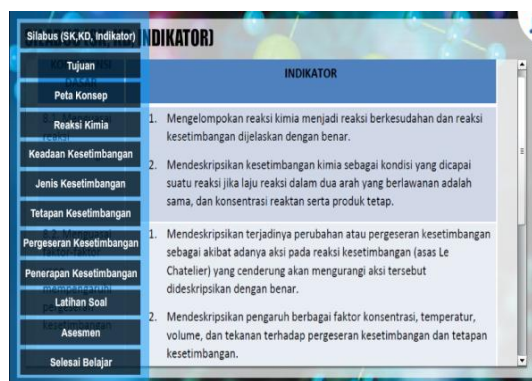 SILABUS (SK, KD, INDIKATOR)
Silabus (SK,KD, Indikator)
Tujuan
Peta Konsep
Reaksi Kimia
Keadaan Kesetimbangan
Jenis Kesetimbangan
Tetapan Kesetimbangan
Pergeseran Kesetimbangan
Penerapan Kesetimbangan
Latihan Soal
Asesmen
Selesai Belajar
INDIKATOR
1. Mengelompokan reaksi kimia menjadi reaksi berkesudahan dan reaksi
kesetimbangan dijelaskan dengan benar.
2. Mendeskripsikan kesetimbangan kimia sebagai kondisi yang dicapai
suatu reaksi jika laju reaksi dalam dua arah yang berlawanan adalah
sama, dan konsentrasi reaktan serta produk tetap.
1. Mendeskripsikan terjadinya perubahan atau pergeseran kesetimbangan
sebagai akibat adanya aksi pada reaksi kesetimbangan (asas Le
Chatelier) yang cenderung akan mengurangi aksi tersebut
dideskripsikan dengan benar.
2. Mendeskripsikan pengaruh berbagai faktor konsentrasi, temperatur,
volume, dan tekanan terhadap pergeseran kesetimbangan dan tetapan
kesetimbangan.